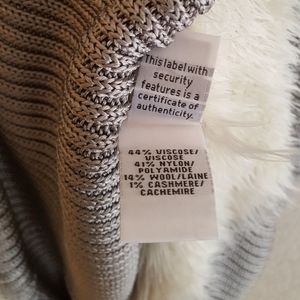 This label with
security
features is a
certificate of
authenticity.
44% VISCOSE/
VISCOSE
41% NYLON/
POLYAMIDE
14% WOOL/LAINE
1% CASHMERE/
CACHEMIRE